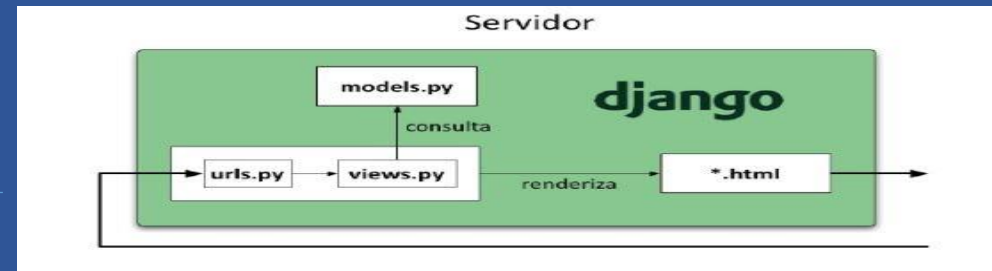 Servidor
models.py
django
consulta
urls.py
views.py
renderiza
*.html